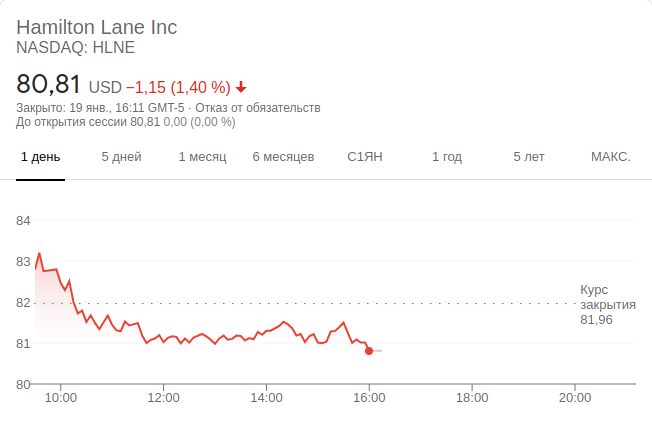 Hamilton Lane Inc
NASDAQ: HLNE
80,81 USD −1,15 (1,40 %)
Закрыто: 19 янв., 16:11 GMT-5 · Отказ от обязательств
До открытия сессии 80,81 0,00 (0,00 %)
1 день 5 дней 1 месяц 6 месяцев С1ЯН 1 год 5 лет МАКС.
84
83
Курс
82 закрытия
81,96
81
80
10:00 12:00 14:00 16:00 18:00 20:00